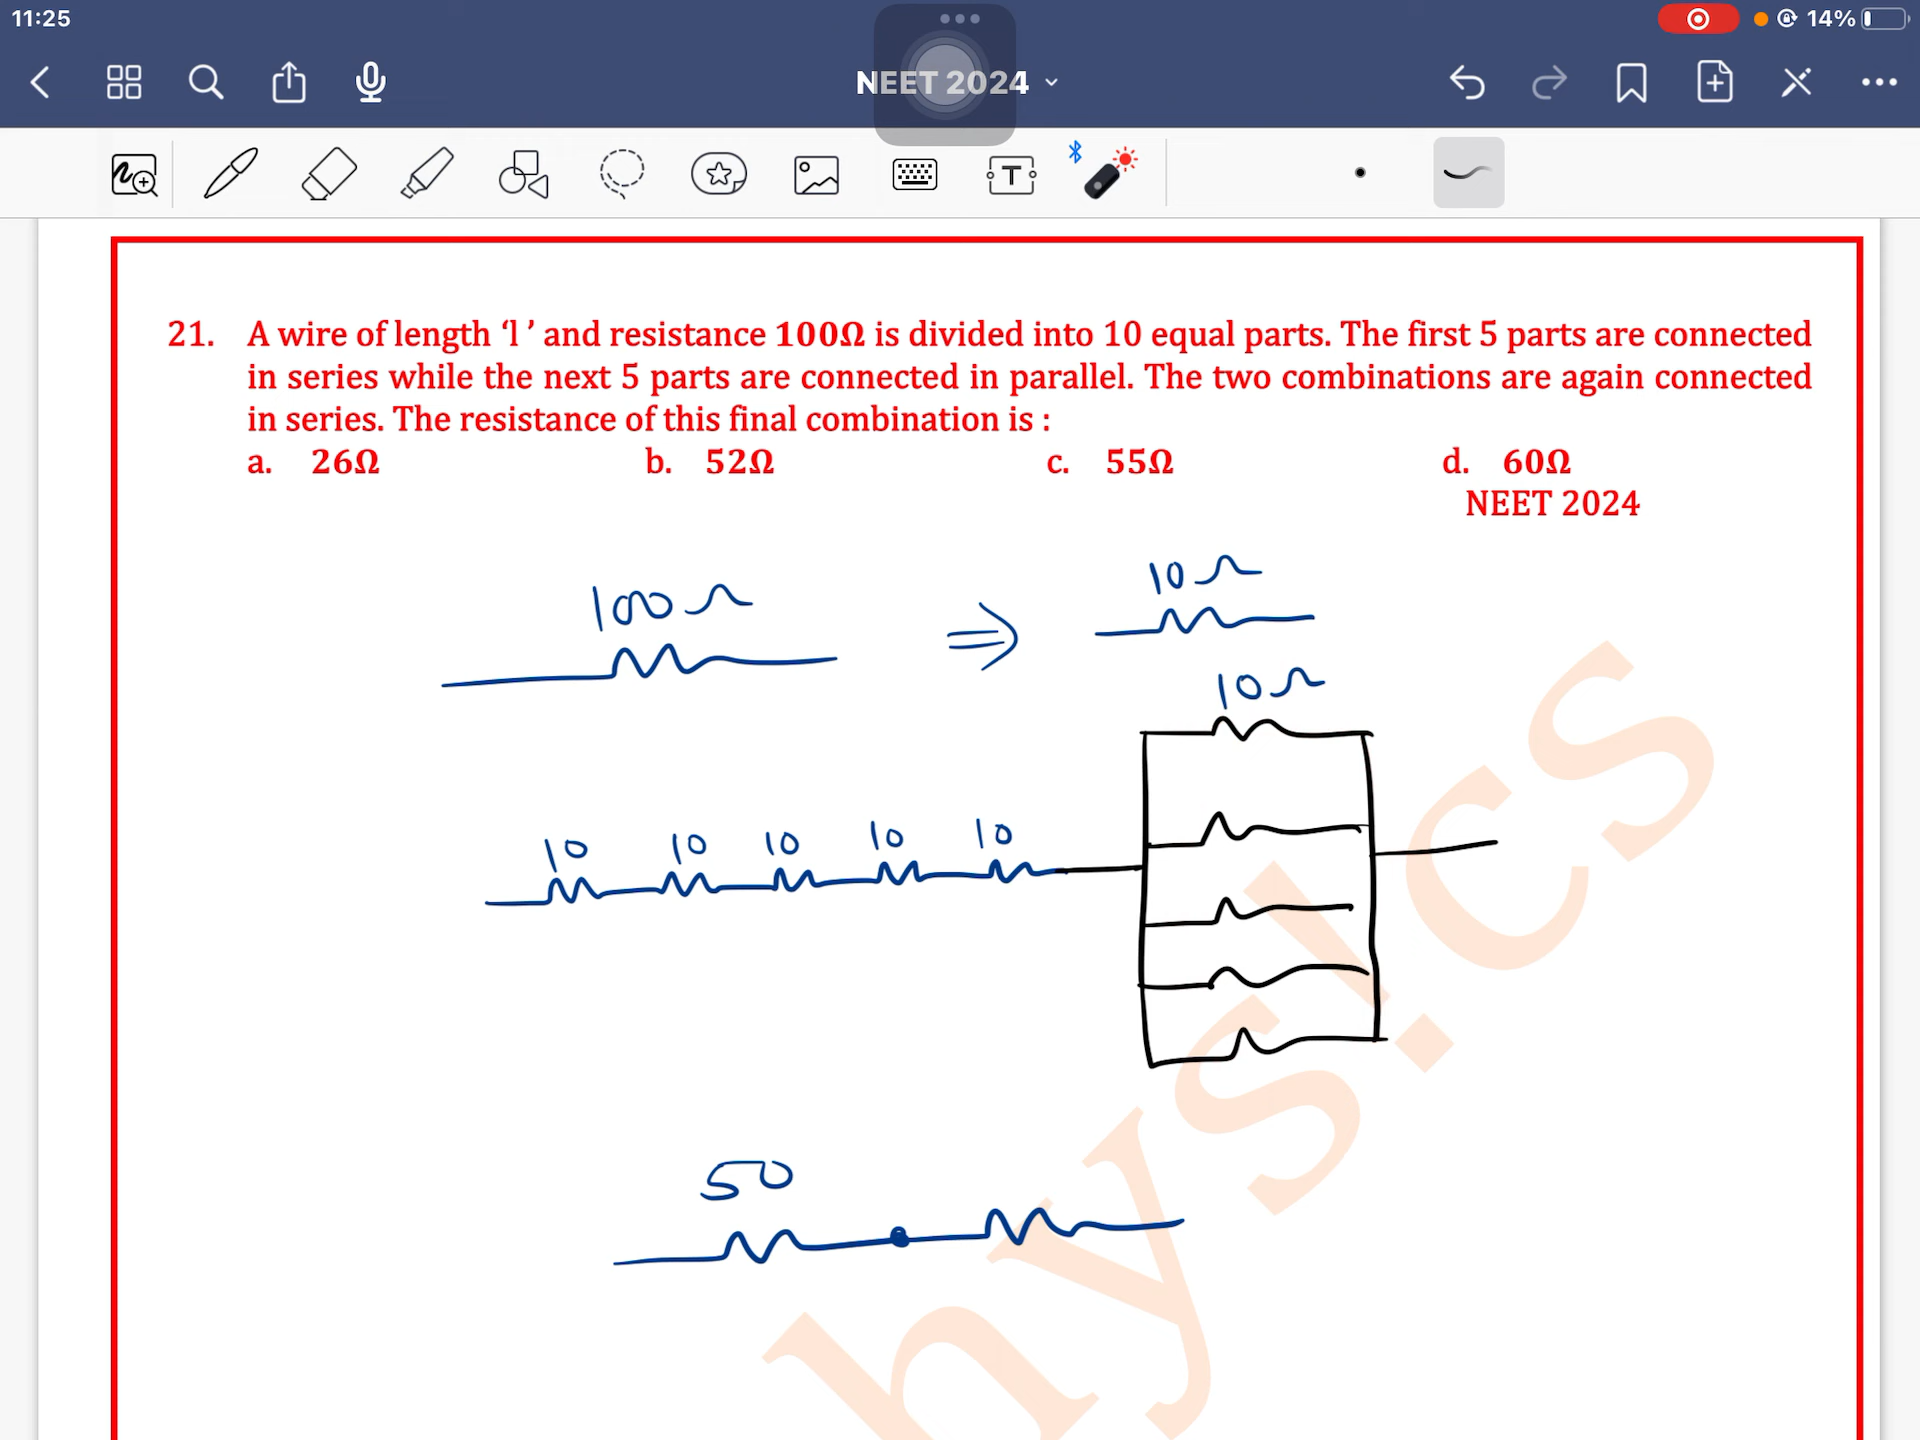 11:25
14%
NEET 2024
T
21. A wire of length ‘l ’ and resistance 100Ω is divided into 10 equal parts. The first 5 parts are connected
in series while the next 5 parts are connected in parallel. The two combinations are again connected
in series. The resistance of this final combination is :
a. 26Ω b. 52Ω c. 55Ω d. 60Ω
NEET 2024
100Ω ⇒ 10Ω
10Ω
10 10 10 10 10
50
hys!cs